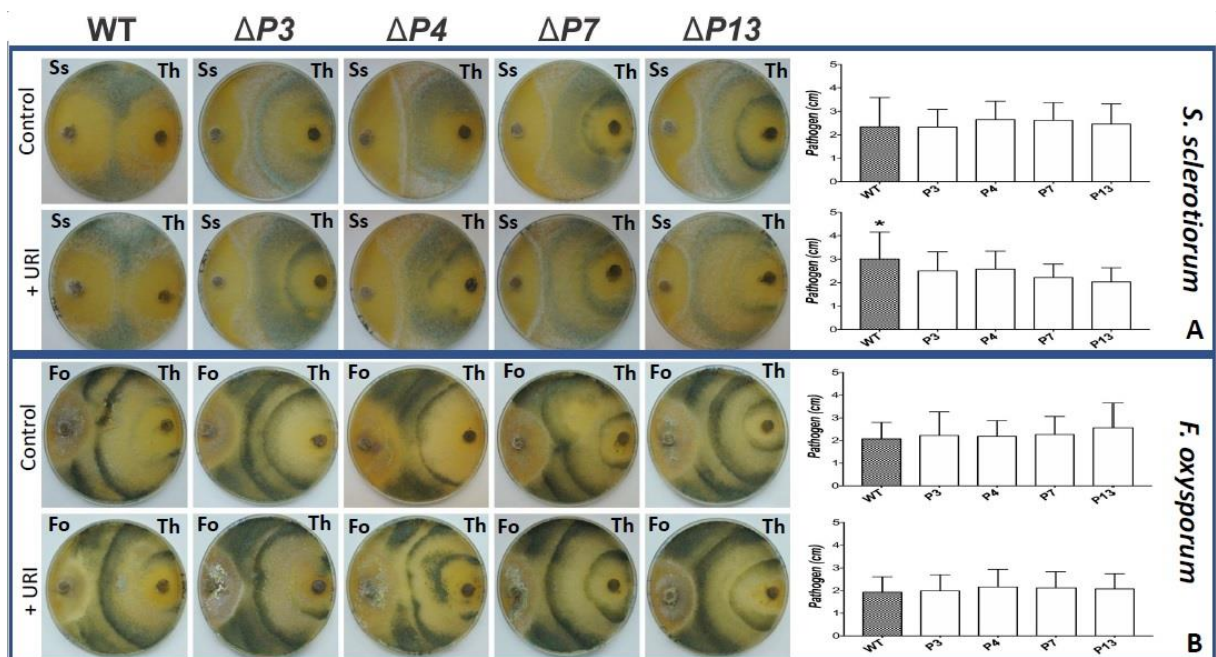 WT ΔP3 ΔP4 ΔP7 ΔP13
Control
Ss Th Ss Th Ss Th Ss Th Ss Th
Pathogen (cm)
5
4
3
2
1
0
WT P3 P4 P7 P13
+ URI
Ss Th Ss Th Ss Th Ss Th Ss Th
Pathogen (cm)
5
4
3
2
1
0
*
WT P3 P4 P7 P13
S. sclerotiorum
A
Control
Fo Th Fo Th Fo Th Fo Th Fo Th
Pathogen (cm)
5
4
3
2
1
0
WT P3 P4 P7 P13
+ URI
Fo Th Fo Th Fo Th Fo Th Fo Th
Pathogen (cm)
5
4
3
2
1
0
WT P3 P4 P7 P13
F. oxysporum
B